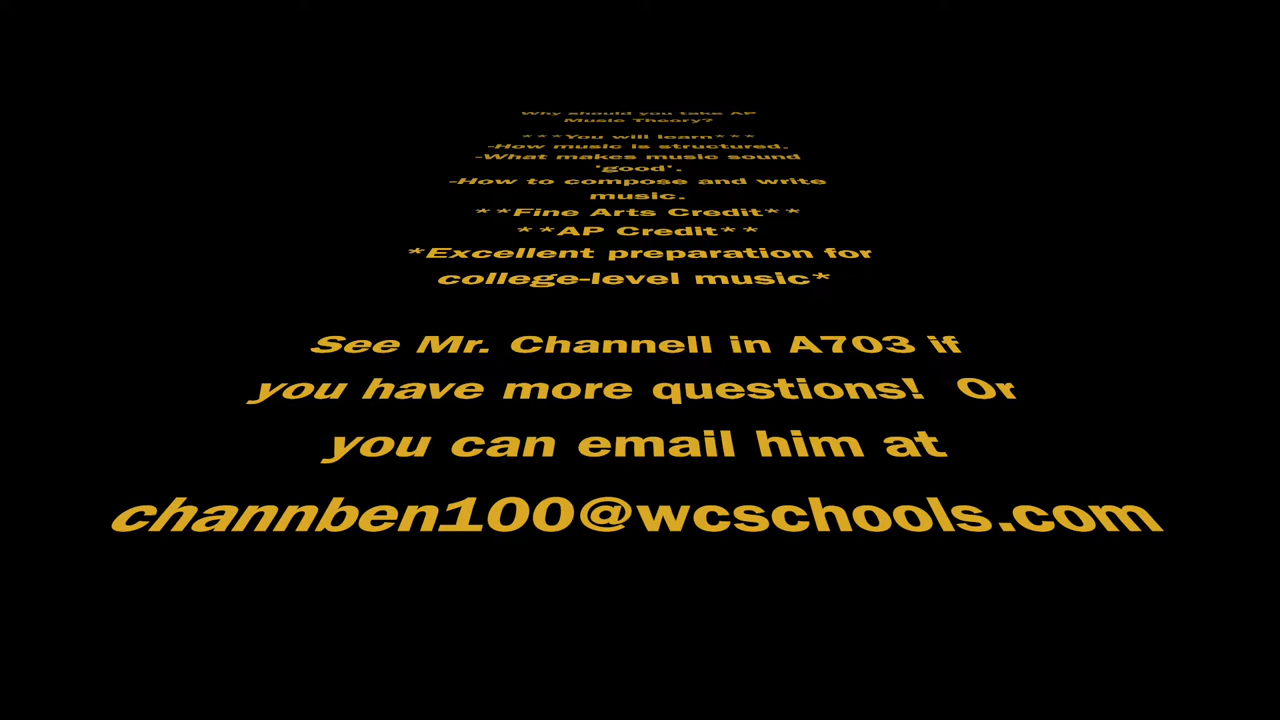 Why should you take AP
Music Theory?
***You will learn***
-How music is structured.
-What makes music sound
'good'.
-How to compose and write
music.
**Fine Arts Credit**
**AP Credit**
*Excellent preparation for
college-level music*
See Mr. Channell in A703 if
you have more questions!  Or
you can email him at
channben100@wcschools.com